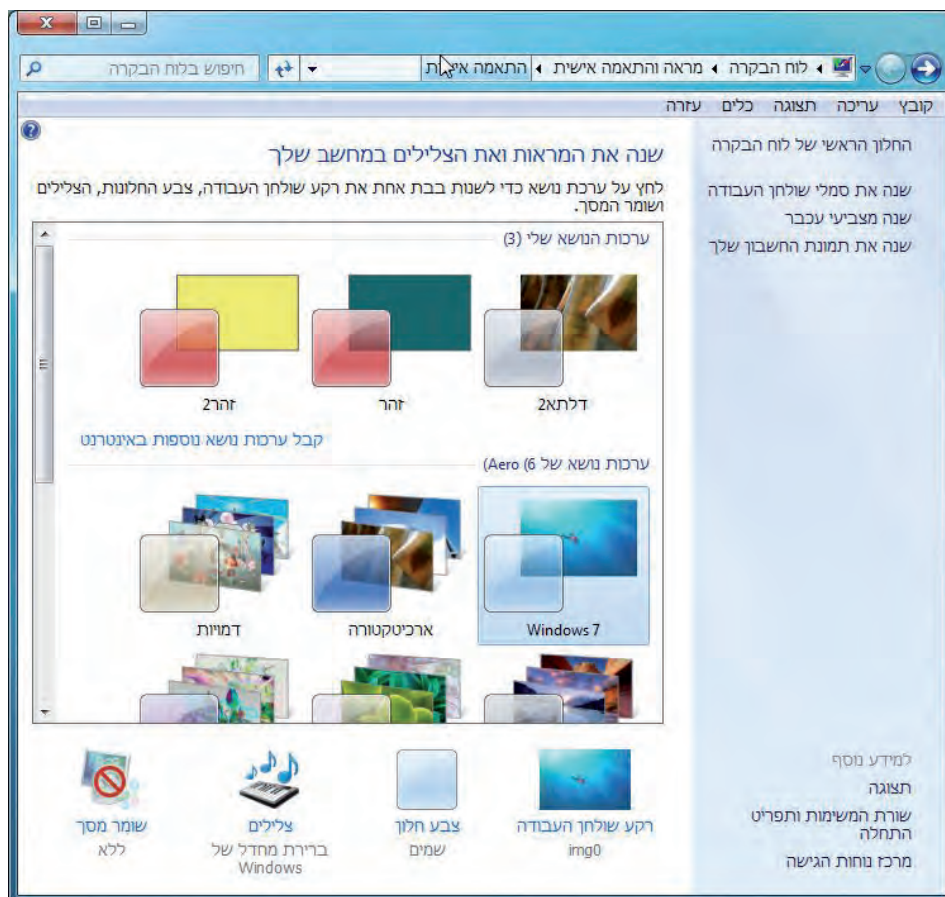 לוח הבקרה מראה והתאמה אישית התאמה אישית
חיפוש בלוח הבקרה
קובץ עריכה תצוגה כלים עזרה
החלון הראשי של לוח הבקרה
שנה את סמלי שולחן העבודה
שנה מצביעי עכבר
שנה את תמונת החשבון שלך
שנה את המראות ואת הצלילים במחשב שלך
לחץ על ערכת נושא כדי לשנות בבת אחת את רקע שולחן העבודה, צבע החלונות, הצלילים
ושומר המסך.
ערכות הנושא שלי (3)
דלתא2 זהר זהר2
קבל ערכות נושא נוספות באינטרנט
ערכות נושא של Aero (6)
Windows 7 ארכיטקטורה דמויות
רקע שולחן העבודה צבע חלון צלילים שומר מסך
img0 שמים ברירת מחדל של ללא
Windows
למידע נוסף
תצוגה
שורת המשימות ותפריט
התחלה
מרכז נוחות הגישה